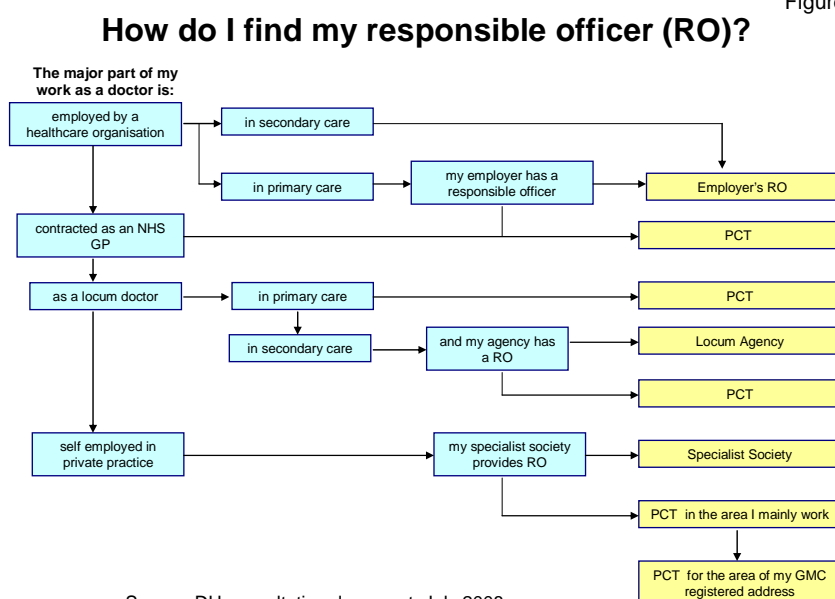 Figure
How do I find my responsible officer (RO)?
The major part of my
work as a doctor is:
employed by a
healthcare organisation
in secondary care
in primary care
my employer has a
responsible officer
Employer's RO
contracted as an NHS
GP
PCT
as a locum doctor
in primary care
PCT
in secondary care
and my agency has
a RO
Locum Agency
PCT
self employed in
private practice
my specialist society
provides RO
Specialist Society
PCT in the area I mainly work
PCT for the area of my GMC
registered address